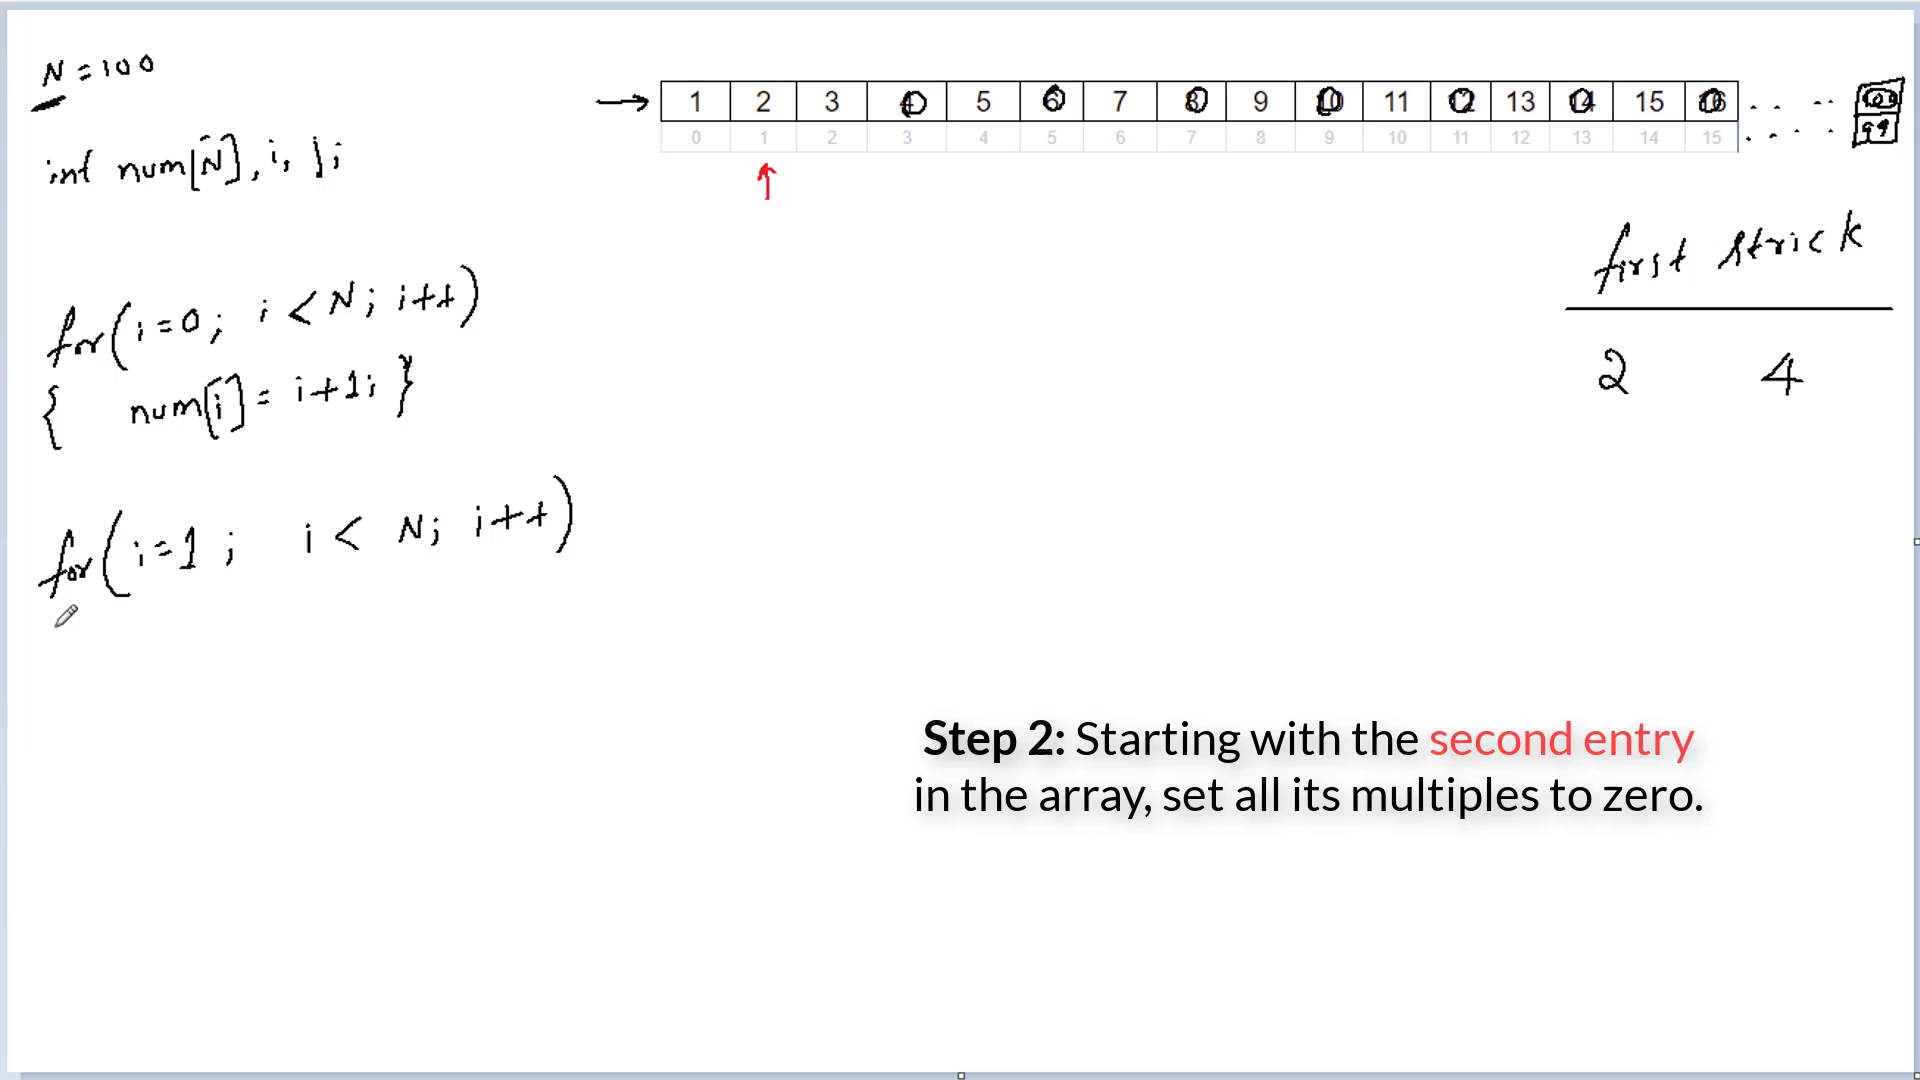 N = 100
int num[N], i, j;
for(i=0; i < N; i++)
{ num[i] = i+1; }
for(i=1; i < N; i++)
1 2 3 4 5 6 7 8 9 10 11 12 13 14 15 16 . . . . 100
0 1 2 3 4 5 6 7 8 9 10 11 12 13 14 15 . . . . 99
first strick
2 4
Step 2: Starting with the second entry
in the array, set all its multiples to zero.